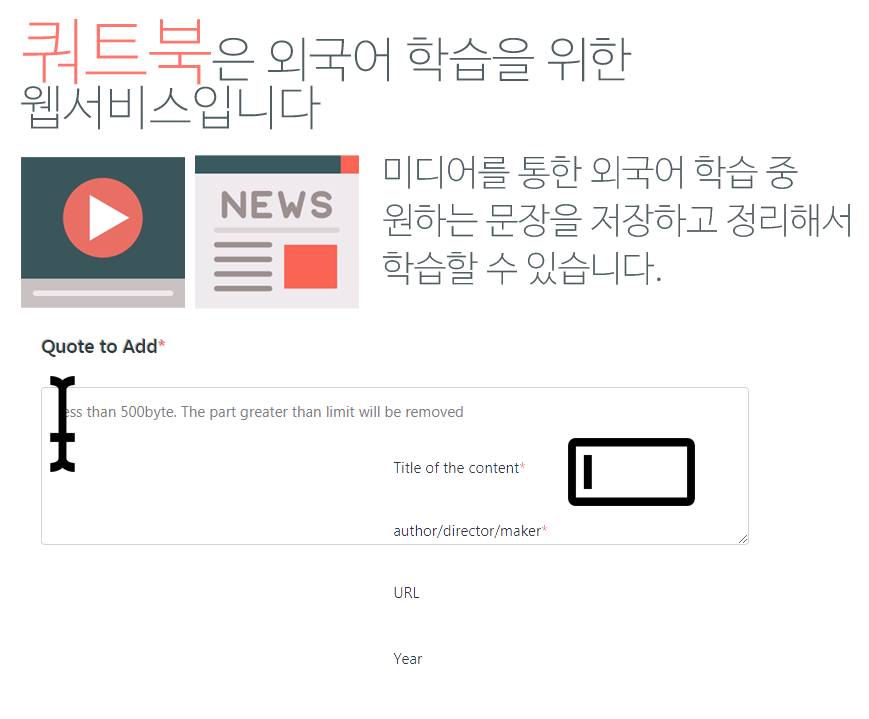 쿼트북은 외국어 학습을 위한
웹서비스입니다
NEWS
미디어를 통한 외국어 학습 중
원하는 문장을 저장하고 정리해서
학습할 수 있습니다.
Quote to Add*
than 500byte. The part greater than limit will be removed
Title of the content*
author/director/maker*
URL
Year